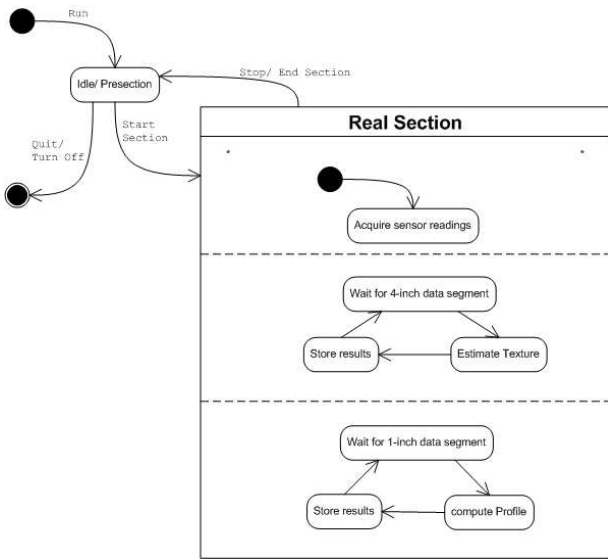 Run
Idle/ Presection
Stop/ End Section
Start
Section
Quit/
Turn Off
Real Section
Acquire sensor readings
Wait for 4-inch data segment
Store results
Estimate Texture
Wait for 1-inch data segment
Store results
compute Profile